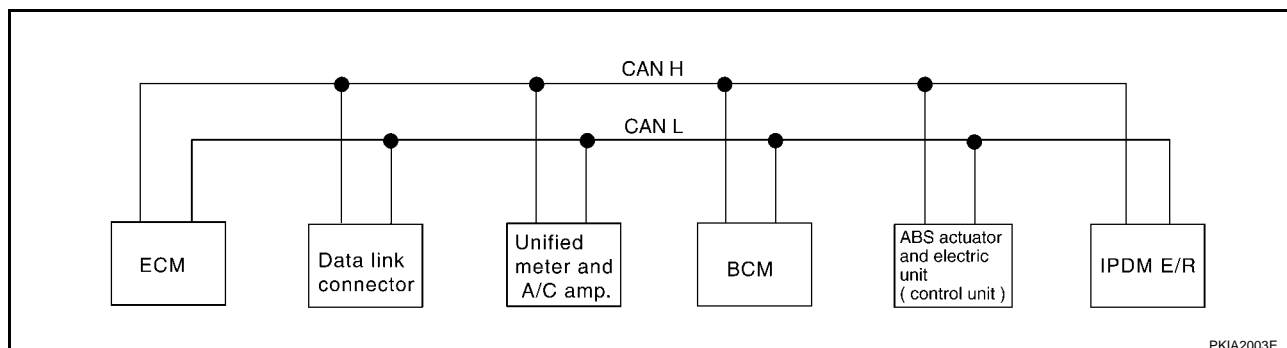 CAN H
CAN L
ECM
Data link
connector
Unified
meter and
A/C amp.
BCM
ABS actuator
and electric
unit
( control unit )
IPDM E/R
PKIA2003E